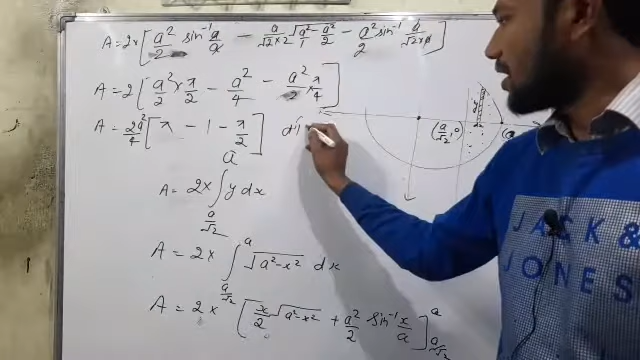 A = 2×[ a²/2 sin⁻¹ a/a − a/√2×2 √a²/1 − a²/2 − a²/2 sin⁻¹ a/√2×a ]
A = 2[ a²/2 × π/2 − a²/4 − a²/2 × π/4 ]
A = 2a²/4 [ π − 1 − π/2 ]
(a/√2, 0)
(a
y
A = 2× ∫ₐ/√2ᵃ y dx
A = 2× ∫ₐ/√2ᵃ √a²−x² dx
A = 2 × [ x/2 √a²−x² + a²/2 sin⁻¹ x/a ]ₐ/√2ᵃ
JACK &
JONES